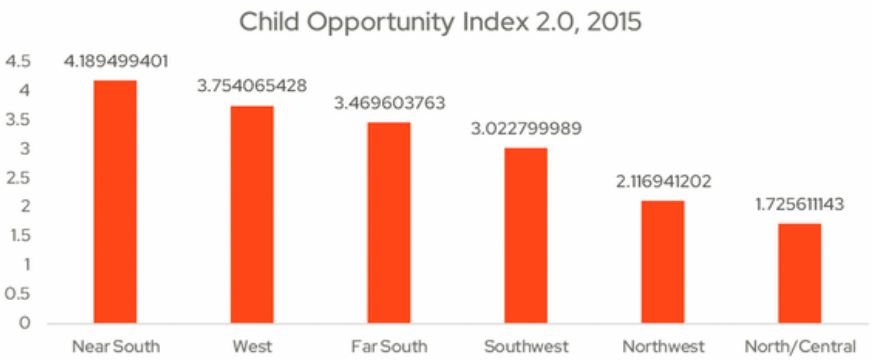 Child Opportunity Index 2.0, 2015
4.5
4
3.5
3
2.5
2
1.5
1
0.5
0
4.189499401
3.754065428
3.469603763
3.022799989
2.116941202
1.725611143
Near South
West
Far South
Southwest
Northwest
North/Central